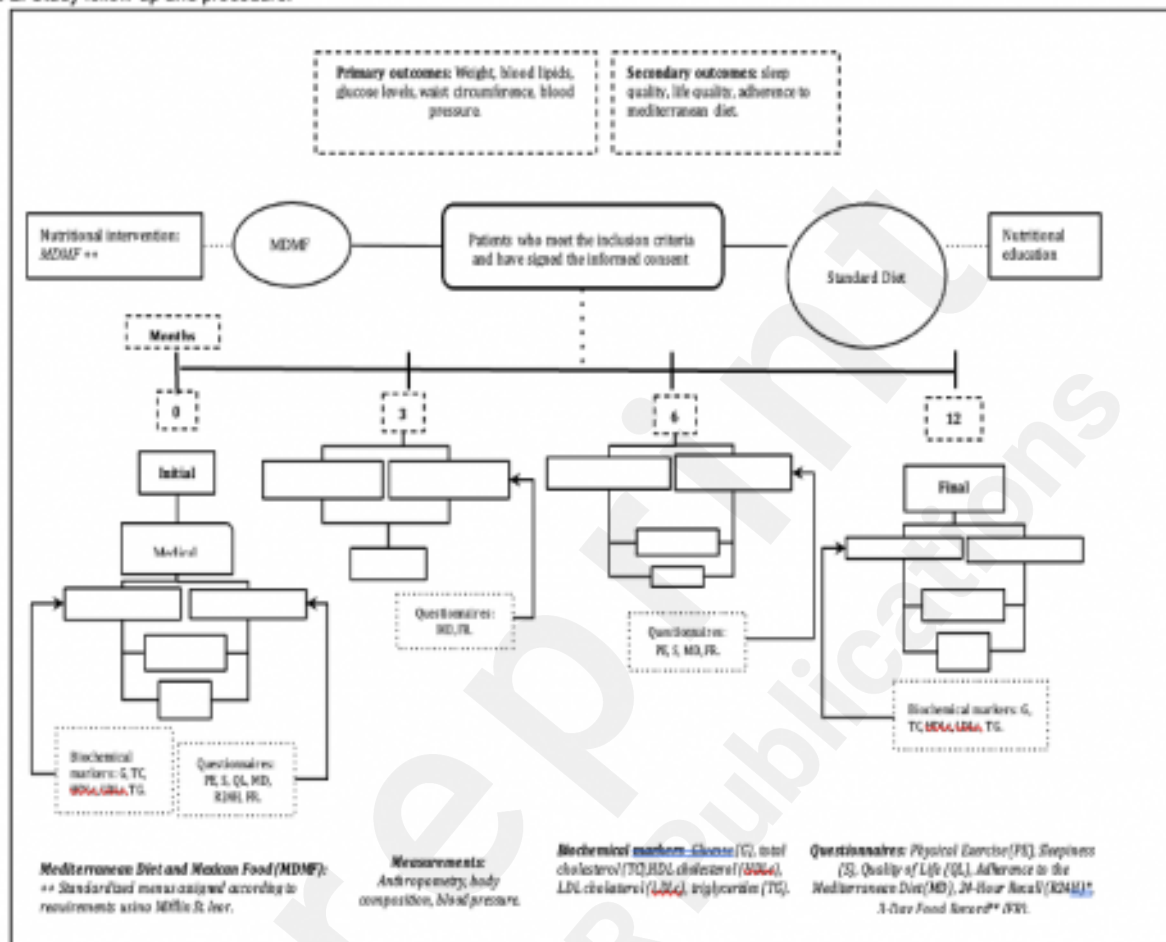 Study follow-up and procedure.
Primary outcomes: Weight, blood lipids,
glucose levels, waist circumference, blood
pressure.
Secondary outcomes: sleep
quality, life quality, adherence to
mediterranean diet.
Nutritional intervention:
MDMF ++
MDMF
Patients who meet the inclusion criteria
and have signed the informed consent
Standard Diet
Nutritional
education
Months
0
3
6
12
Initial
Medical
Final
Questionnaires:
MD, FR.
Questionnaires:
PE, S, MD, FR.
Biochemical markers: G,
TC, HDLc, LDLc, TG.
Biochemical
markers: G, TC,
HDLc, LDLc, TG.
Questionnaires:
PE, S, QL, MD,
R24H, FR.
Mediterranean Diet and Mexican Food (MDMF):
++ Standardized menus assigned according to
requirements using Mifflin St. Jeor.
Measurements:
Anthropometry, body
composition, blood pressure.
Biochemical markers: Glucose (G), total
cholesterol (TC), HDL cholesterol (HDLc),
LDL cholesterol (LDLc), triglycerides (TG).
Questionnaires: Physical Exercise (PE), Sleepiness
(S), Quality of Life (QL), Adherence to the
Mediterranean Diet (MD), 24-Hour Recall (R24H)*
3-Day Food Record** (FR).
reprint
Publications